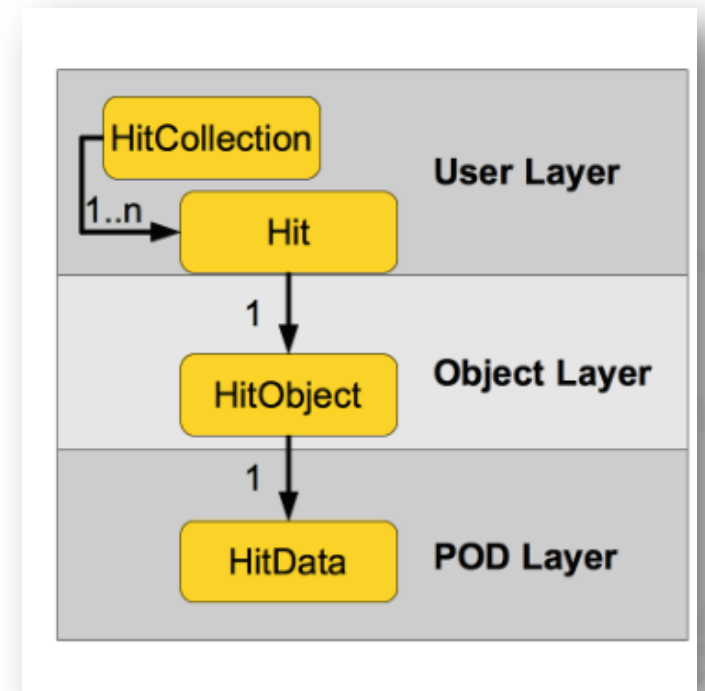 HitCollection
User Layer
1..n
Hit
1
HitObject
Object Layer
1
HitData
POD Layer